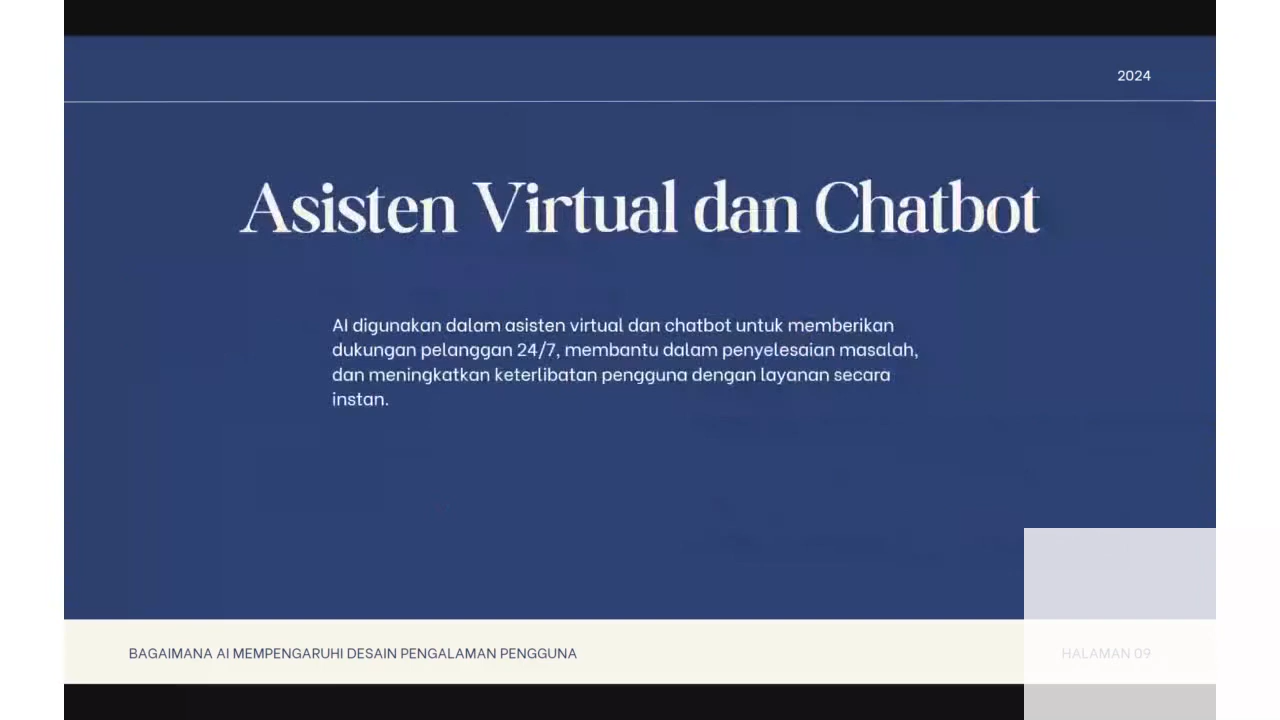 2024
Asisten Virtual dan Chatbot
AI digunakan dalam asisten virtual dan chatbot untuk memberikan
dukungan pelanggan 24/7, membantu dalam penyelesaian masalah,
dan meningkatkan keterlibatan pengguna dengan layanan secara
instan.
BAGAIMANA AI MEMPENGARUHI DESAIN PENGALAMAN PENGGUNA
HALAMAN 09